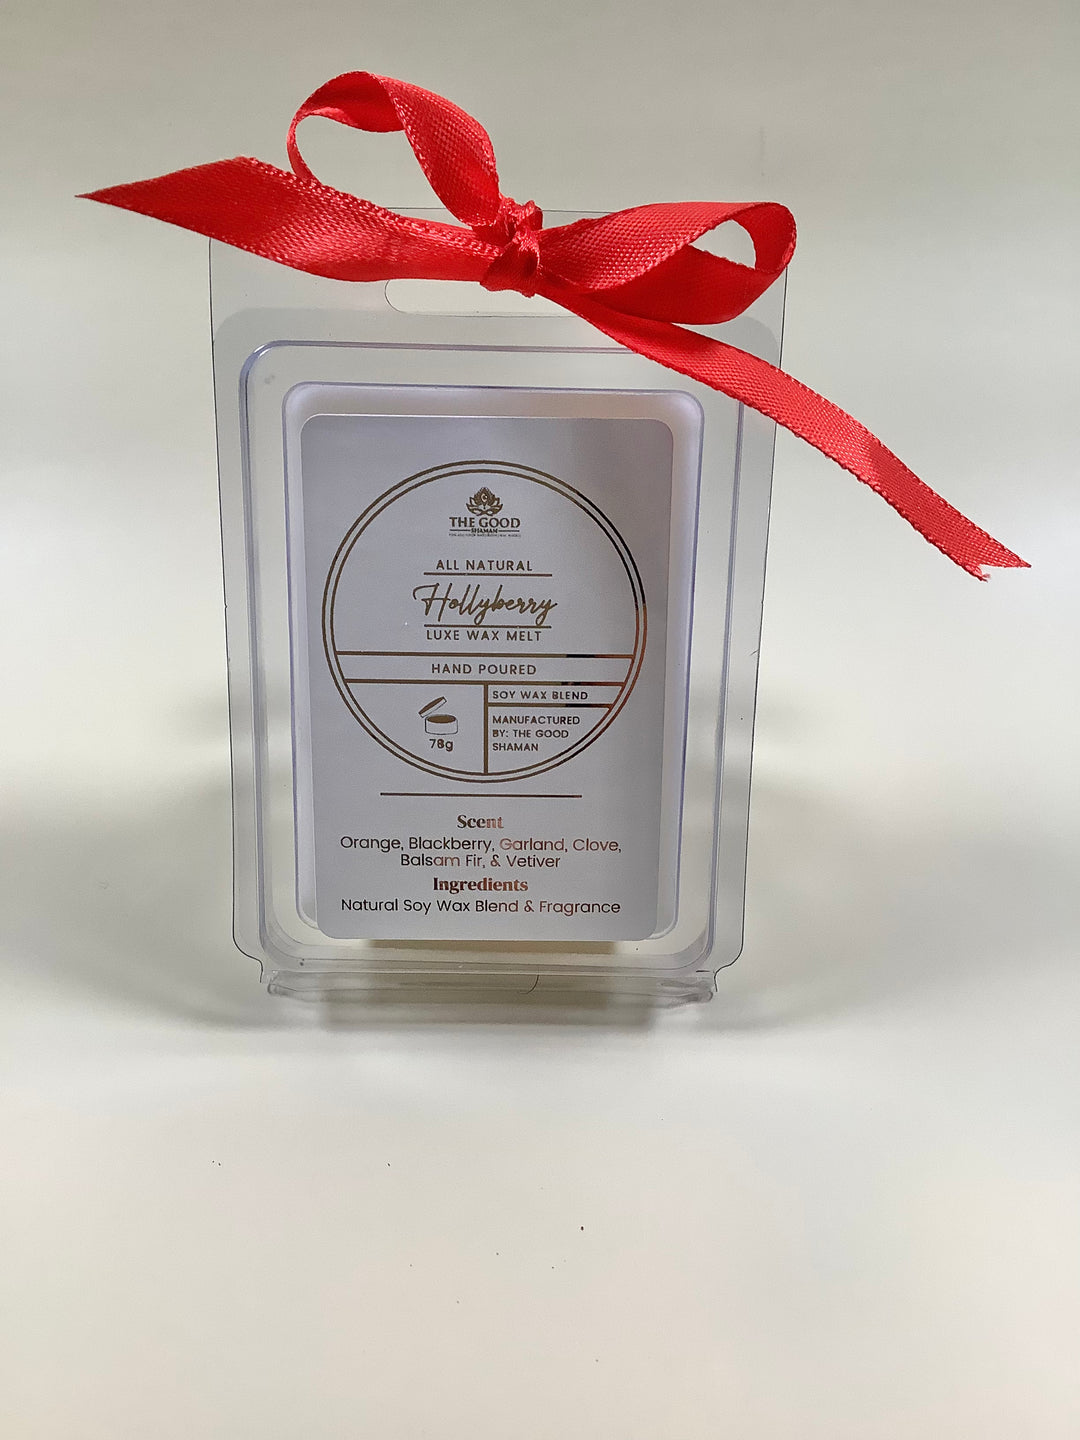 THE GOOD
SHAMAN
ALL NATURAL
Hollyberry
LUXE WAX MELT
HAND POURED
SOY WAX BLEND
78g
MANUFACTURED
BY: THE GOOD
SHAMAN
Scent
Orange, Blackberry, Garland, Clove,
Balsam Fir, & Vetiver
Ingredients
Natural Soy Wax Blend & Fragrance